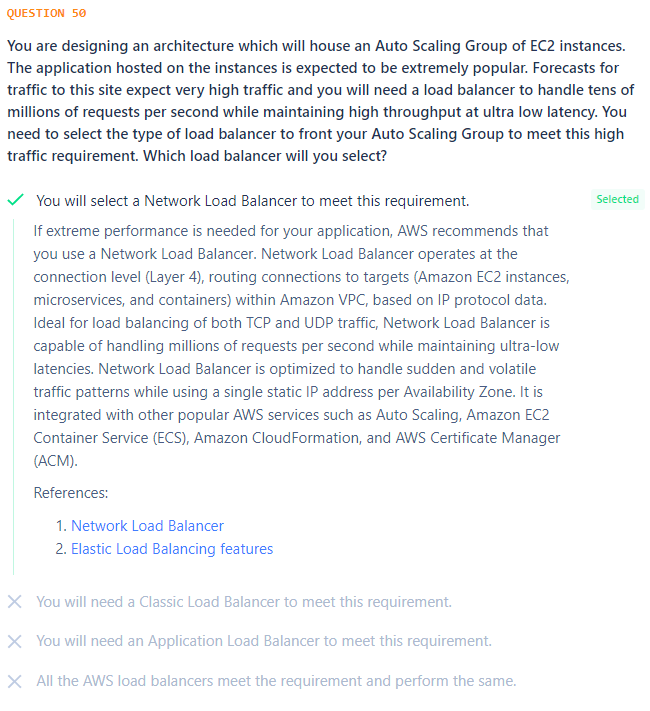 QUESTION 50
You are designing an architecture which will house an Auto Scaling Group of EC2 instances.
The application hosted on the instances is expected to be extremely popular. Forecasts for
traffic to this site expect very high traffic and you will need a load balancer to handle tens of
millions of requests per second while maintaining high throughput at ultra low latency. You
need to select the type of load balancer to front your Auto Scaling Group to meet this high
traffic requirement. Which load balancer will you select?
You will select a Network Load Balancer to meet this requirement.
Selected
If extreme performance is needed for your application, AWS recommends that
you use a Network Load Balancer. Network Load Balancer operates at the
connection level (Layer 4), routing connections to targets (Amazon EC2 instances,
microservices, and containers) within Amazon VPC, based on IP protocol data.
Ideal for load balancing of both TCP and UDP traffic, Network Load Balancer is
capable of handling millions of requests per second while maintaining ultra-low
latencies. Network Load Balancer is optimized to handle sudden and volatile
traffic patterns while using a single static IP address per Availability Zone. It is
integrated with other popular AWS services such as Auto Scaling, Amazon EC2
Container Service (ECS), Amazon CloudFormation, and AWS Certificate Manager
(ACM).
References:
1. Network Load Balancer
2. Elastic Load Balancing features
You will need a Classic Load Balancer to meet this requirement.
You will need an Application Load Balancer to meet this requirement.
All the AWS load balancers meet the requirement and perform the same.